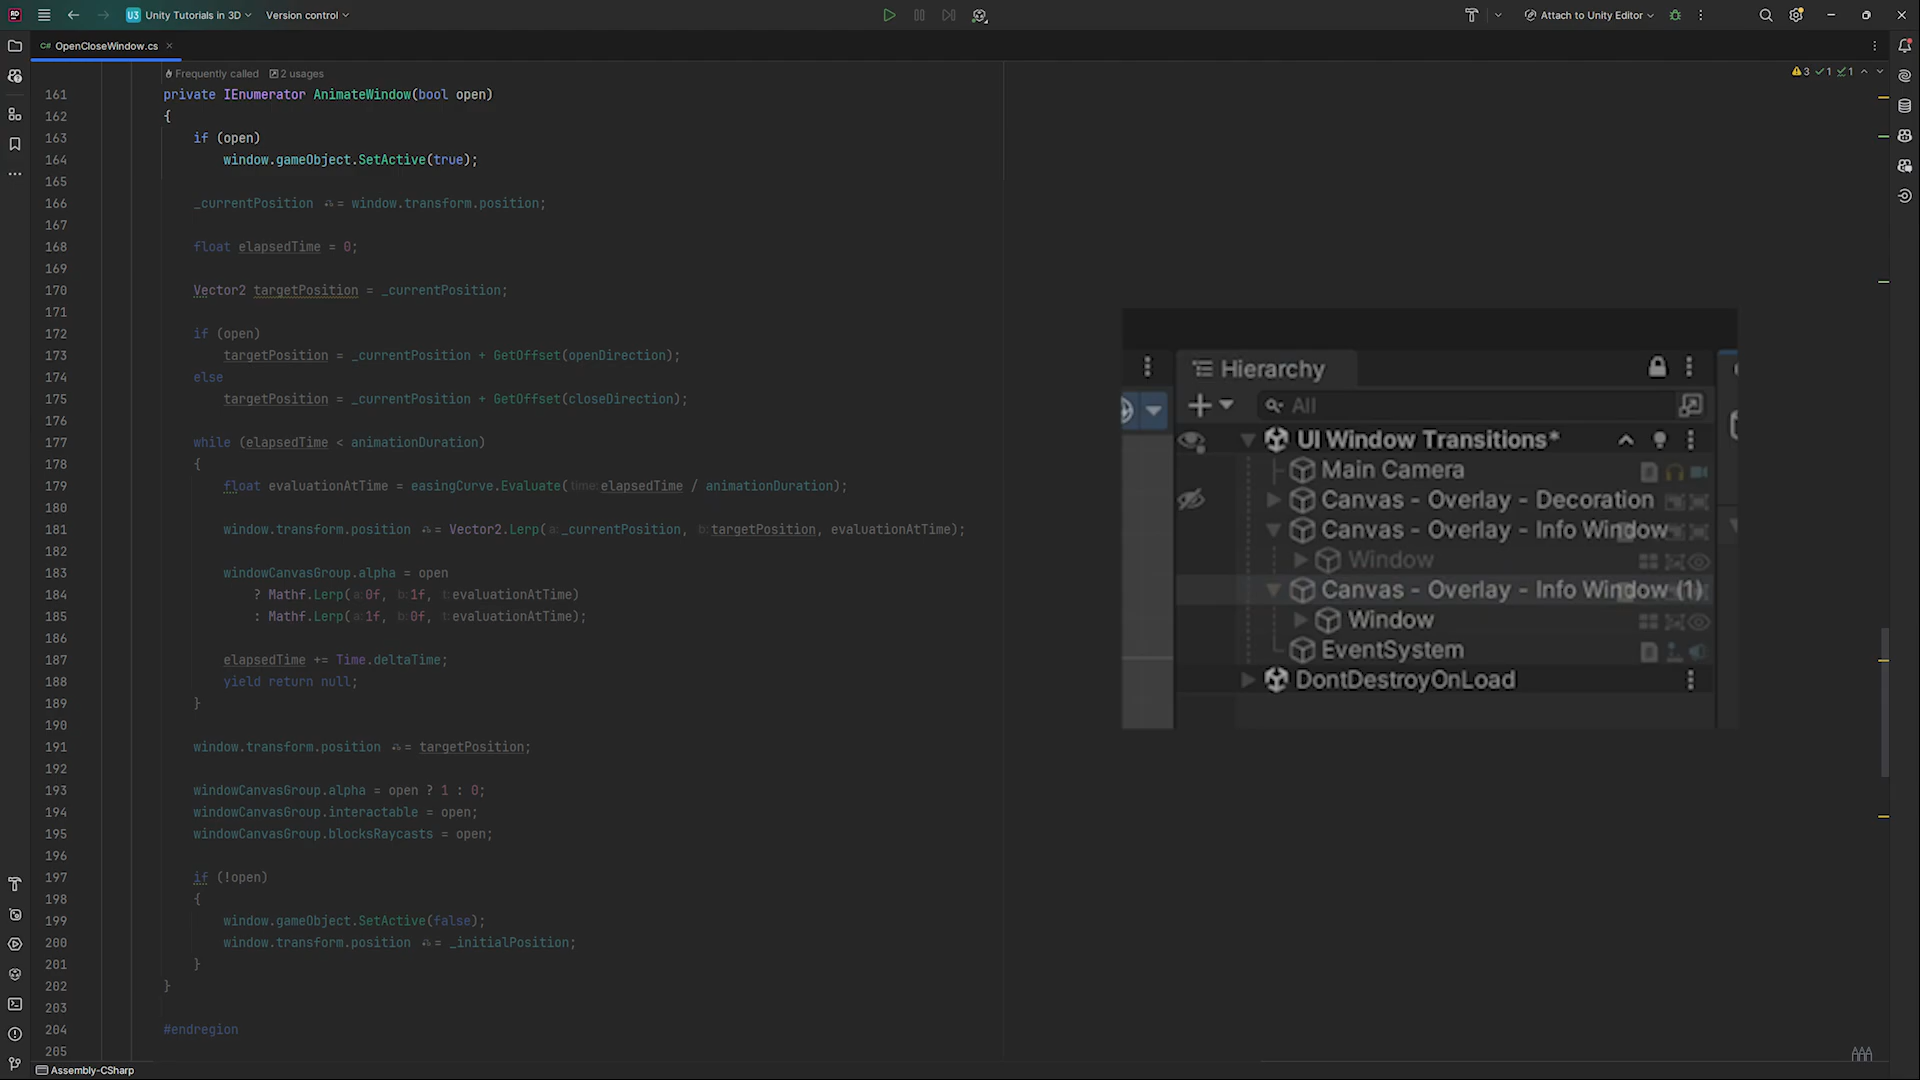 Unity Tutorials in 3D
Version control
Attach to Unity Editor
C# OpenCloseWindow.cs
Frequently called 2 usages
3 1 1
161 private IEnumerator AnimateWindow(bool open)
162 {
163 if (open)
164 window.gameObject.SetActive(true);
165
166 _currentPosition = window.transform.position;
167
168 float elapsedTime = 0;
169
170 Vector2 targetPosition = _currentPosition;
171
172 if (open)
173 targetPosition = _currentPosition + GetOffset(openDirection);
174 else
175 targetPosition = _currentPosition + GetOffset(closeDirection);
176
177 while (elapsedTime < animationDuration)
178 {
179 float evaluationAtTime = easingCurve.Evaluate(time: elapsedTime / animationDuration);
180
181 window.transform.position = Vector2.Lerp(a: _currentPosition, b: targetPosition, evaluationAtTime);
182
183 windowCanvasGroup.alpha = open
184 ? Mathf.Lerp(a: 0f, b: 1f, t: evaluationAtTime)
185 : Mathf.Lerp(a: 1f, b: 0f, t: evaluationAtTime);
186
187 elapsedTime += Time.deltaTime;
188 yield return null;
189 }
190
191 window.transform.position = targetPosition;
192
193 windowCanvasGroup.alpha = open ? 1 : 0;
194 windowCanvasGroup.interactable = open;
195 windowCanvasGroup.blocksRaycasts = open;
196
197 if (!open)
198 {
199 window.gameObject.SetActive(false);
200 window.transform.position = _initialPosition;
201 }
202 }
203
204 #endregion
205
Hierarchy
All
UI Window Transitions*
Main Camera
Canvas - Overlay - Decoration
Canvas - Overlay - Info Window
Window
Canvas - Overlay - Info Window (1)
Window
EventSystem
DontDestroyOnLoad
Assembly-CSharp